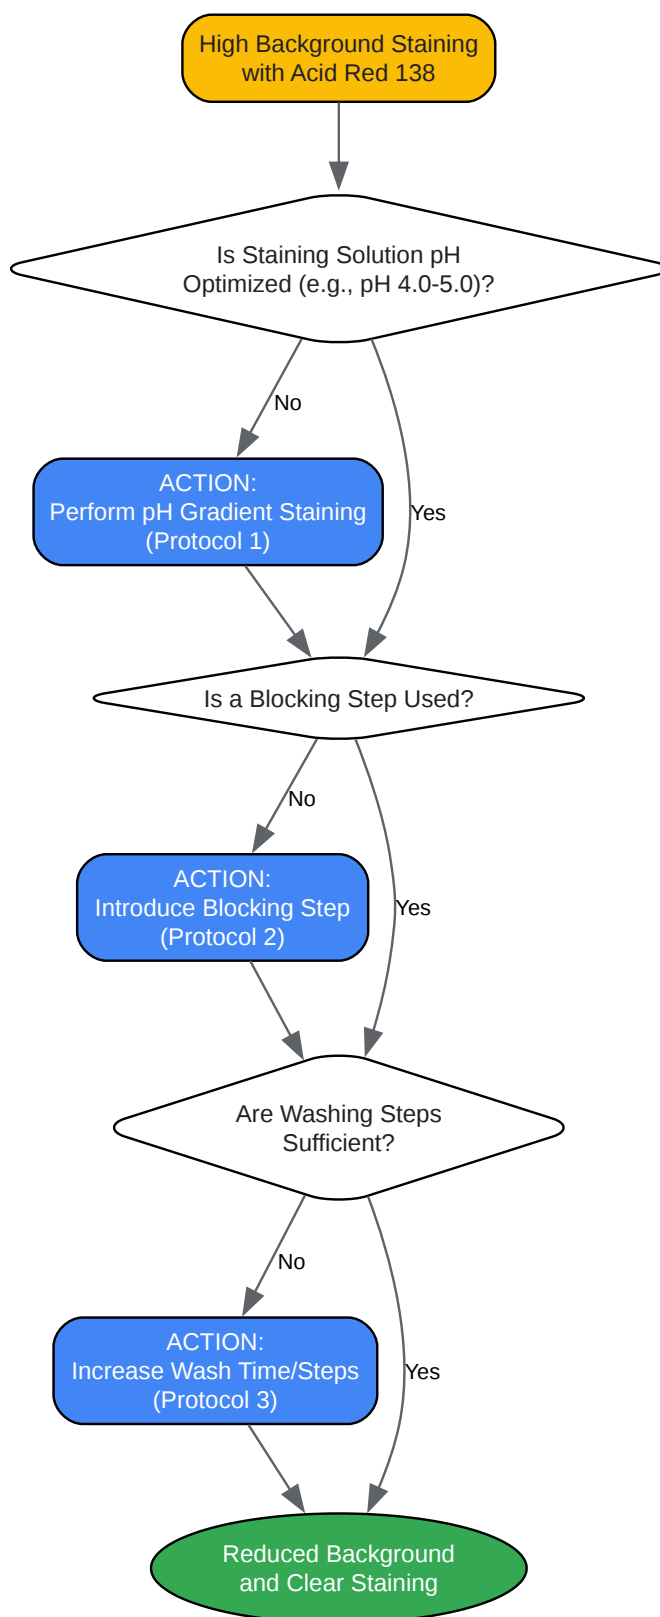 High Background Staining
with Acid Red 138
Is Staining Solution pH
Optimized (e.g., pH 4.0-5.0)?
No
ACTION:
Perform pH Gradient Staining
(Protocol 1)
Yes
Is a Blocking Step Used?
No
ACTION:
Introduce Blocking Step
(Protocol 2)
Yes
Are Washing Steps
Sufficient?
No
ACTION:
Increase Wash Time/Steps
(Protocol 3)
Yes
Reduced Background
and Clear Staining